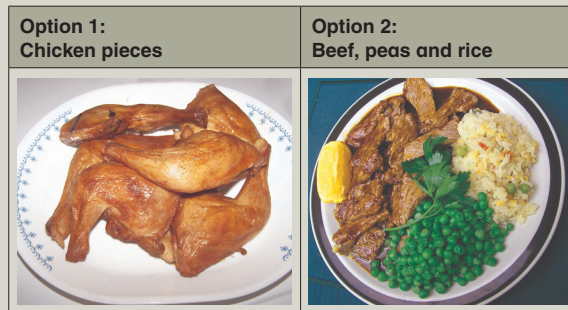 Option 1:
Chicken pieces
Option 2:
Beef, peas and rice